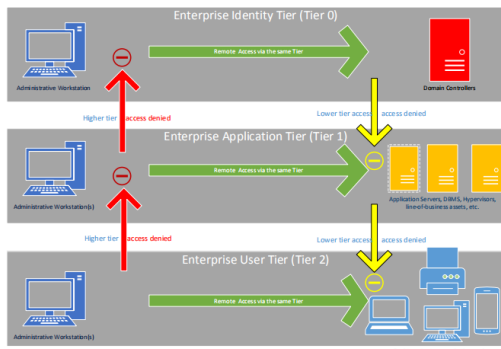 Enterprise Identity Tier (Tier 0)
Remote Access via the same Tier
Administrative Workstation
Domain Controllers
Higher tier access denied
Lower tier access access denied
Enterprise Application Tier (Tier 1)
Remote Access via the same Tier
Administrative Workstation(s)
Application Servers, DBMS, Hypervisors,
line-of-business assets, etc.
Higher tier access denied
Lower tier access access denied
Enterprise User Tier (Tier 2)
Remote Access via the same Tier
Administrative Workstation(s)